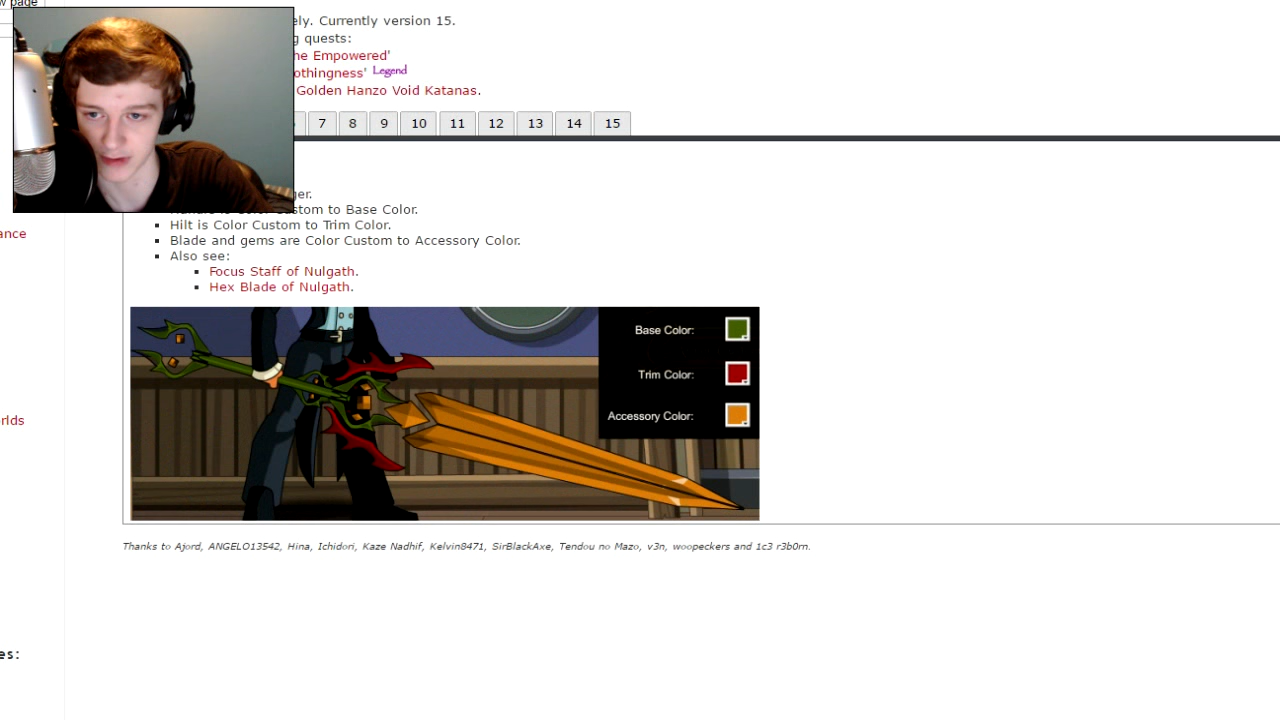 w page
ely. Currently version 15.
g quests:
he Empowered'
othingness' Legend
Golden Hanzo Void Katanas.
7 8 9 10 11 12 13 14 15
ger.
stom to Base Color.
ance
Hilt is Color Custom to Trim Color.
Blade and gems are Color Custom to Accessory Color.
Also see:
Focus Staff of Nulgath.
Hex Blade of Nulgath.
Base Color:
Trim Color:
Accessory Color:
orlds
Thanks to Ajord, ANGELO13542, Hina, Ichidori, Kaze Nadhif, Kelvin8471, SirBlackAxe, Tendou no Mazo, v3n, woopeckers and 1c3 r3b0rn.
es: